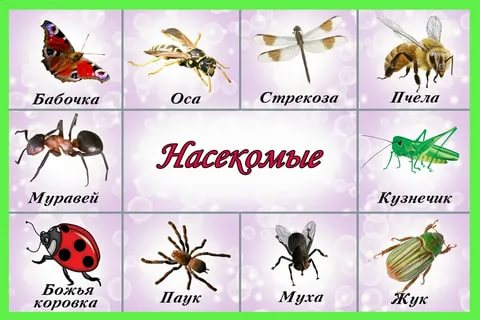 Бабочка
Оса
Стрекоза
Пчела
Муравей
Насекомые
Кузнечик
Божья
коровка
Паук
Муха
Жук